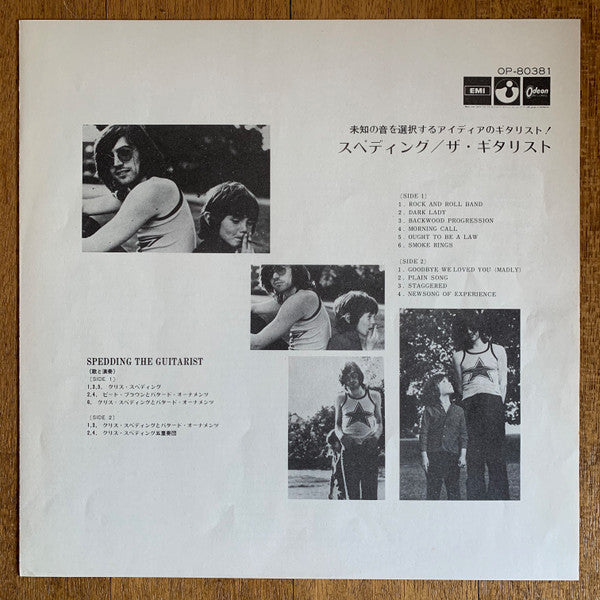 OP-80381
EMI
Odeon
未知の音を選択するアイディアのギタリスト!
スペディング/ザ・ギタリスト
(SIDE 1)
1. ROCK AND ROLL BAND
2. DARK LADY
3. BACKWOOD PROGRESSION
4. MORNING CALL
5. OUGHT TO BE A LAW
6. SMOKE RINGS
(SIDE 2)
1. GOODBYE WE LOVED YOU (MADLY)
2. PLAIN SONG
3. STAGGERED
4. NEWSONG OF EXPERIENCE
SPEDDING THE GUITARIST
(歌と演奏)
(SIDE 1)
1.3.5. クリス・スペディング
2.4. ピート・ブラウンとバタード・オーナメンツ
6. クリス・スペディングとバタード・オーナメンツ
(SIDE 2)
1.3. クリス・スペディングとバタード・オーナメンツ
2.4. クリス・スペディング五重奏団